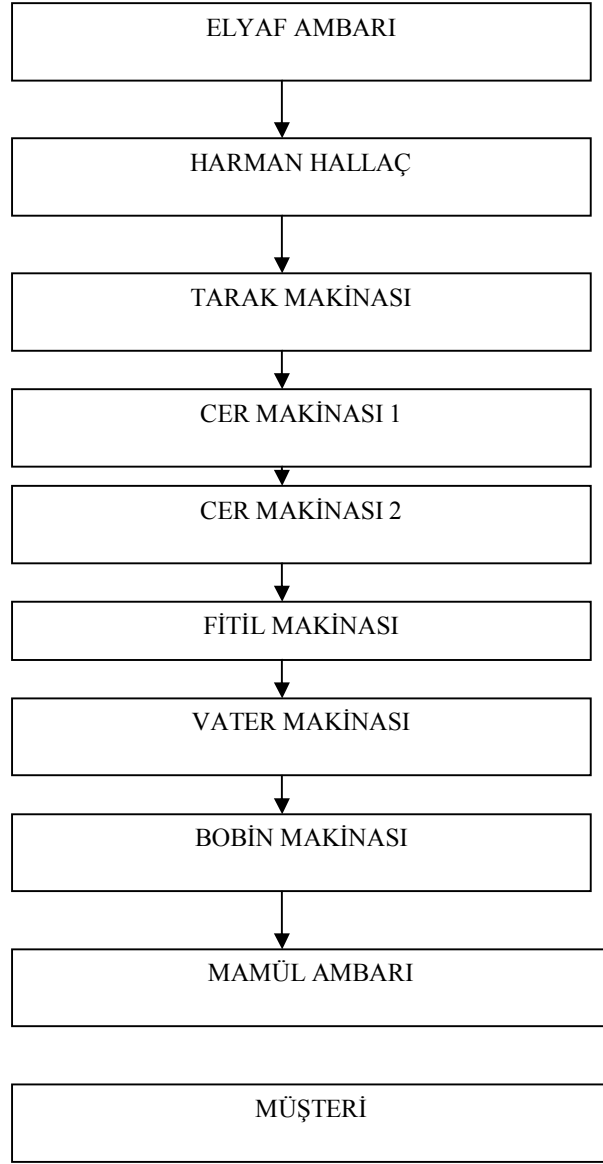 ELYAF AMBARI
HARMAN HALLAÇ
TARAK MAKİNASI
CER MAKİNASI 1
CER MAKİNASI 2
FİTİL MAKİNASI
VATER MAKİNASI
BOBİN MAKİNASI
MAMÜL AMBARI
MÜŞTERİ